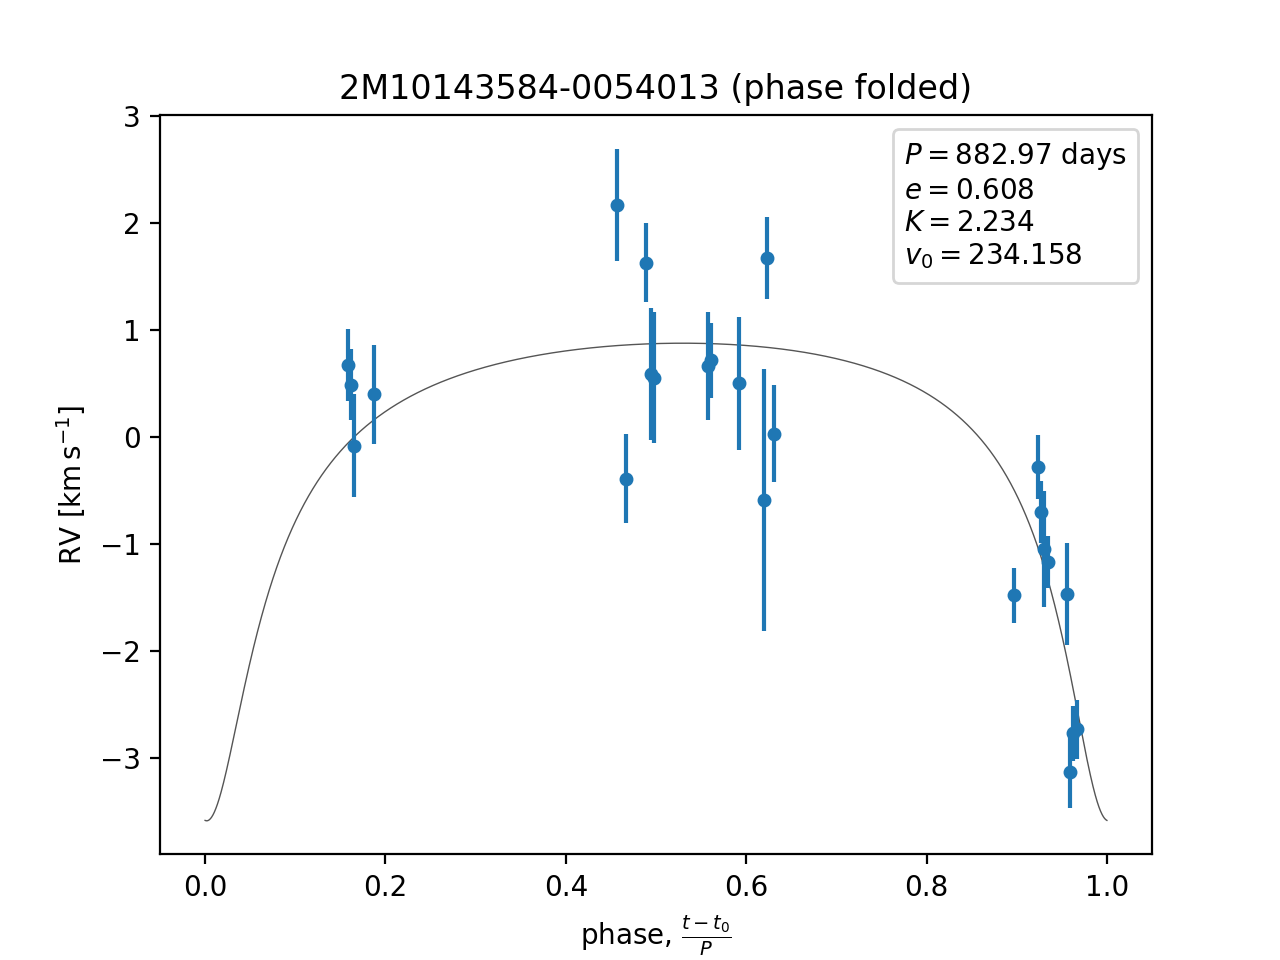 2M10143584-0054013 (phase folded)
P = 882.97 days
e = 0.608
K = 2.234
v₀ = 234.158
3
2
1
0
−1
−2
−3
RV [km s⁻¹]
0.0 0.2 0.4 0.6 0.8 1.0
phase, (t − t₀)/P